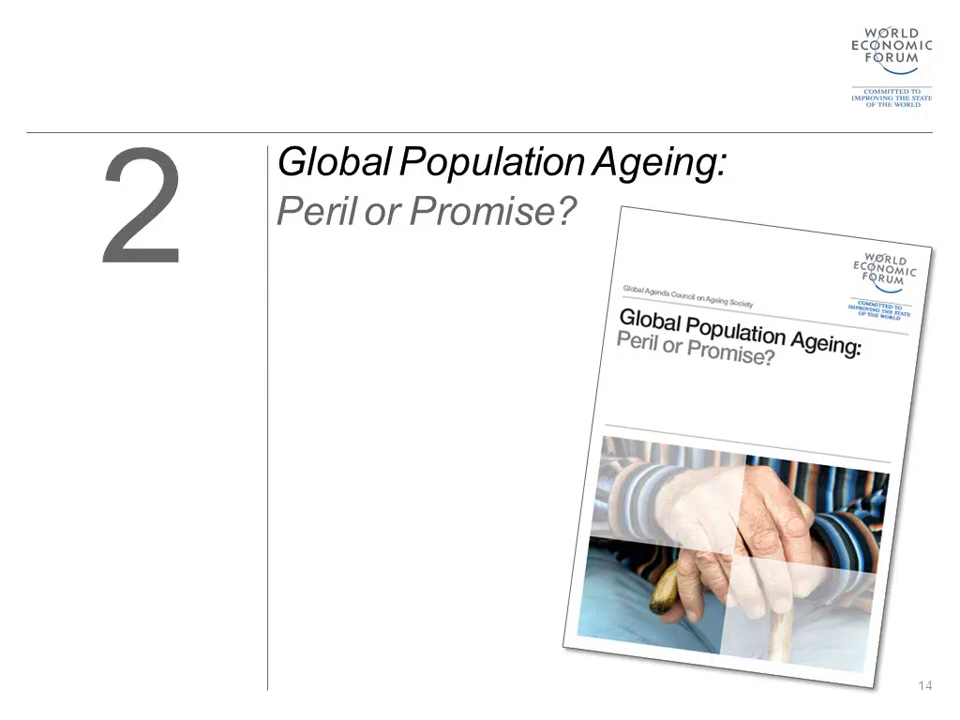 WORLD
ECONOMIC
FORUM
COMMITTED TO
IMPROVING THE STATE
OF THE WORLD
2
Global Population Ageing:
Peril or Promise?
WORLD
ECONOMIC
FORUM
COMMITTED TO
IMPROVING THE STATE
OF THE WORLD
Global Agenda Council on Ageing Society
Global Population Ageing:
Peril or Promise?
14